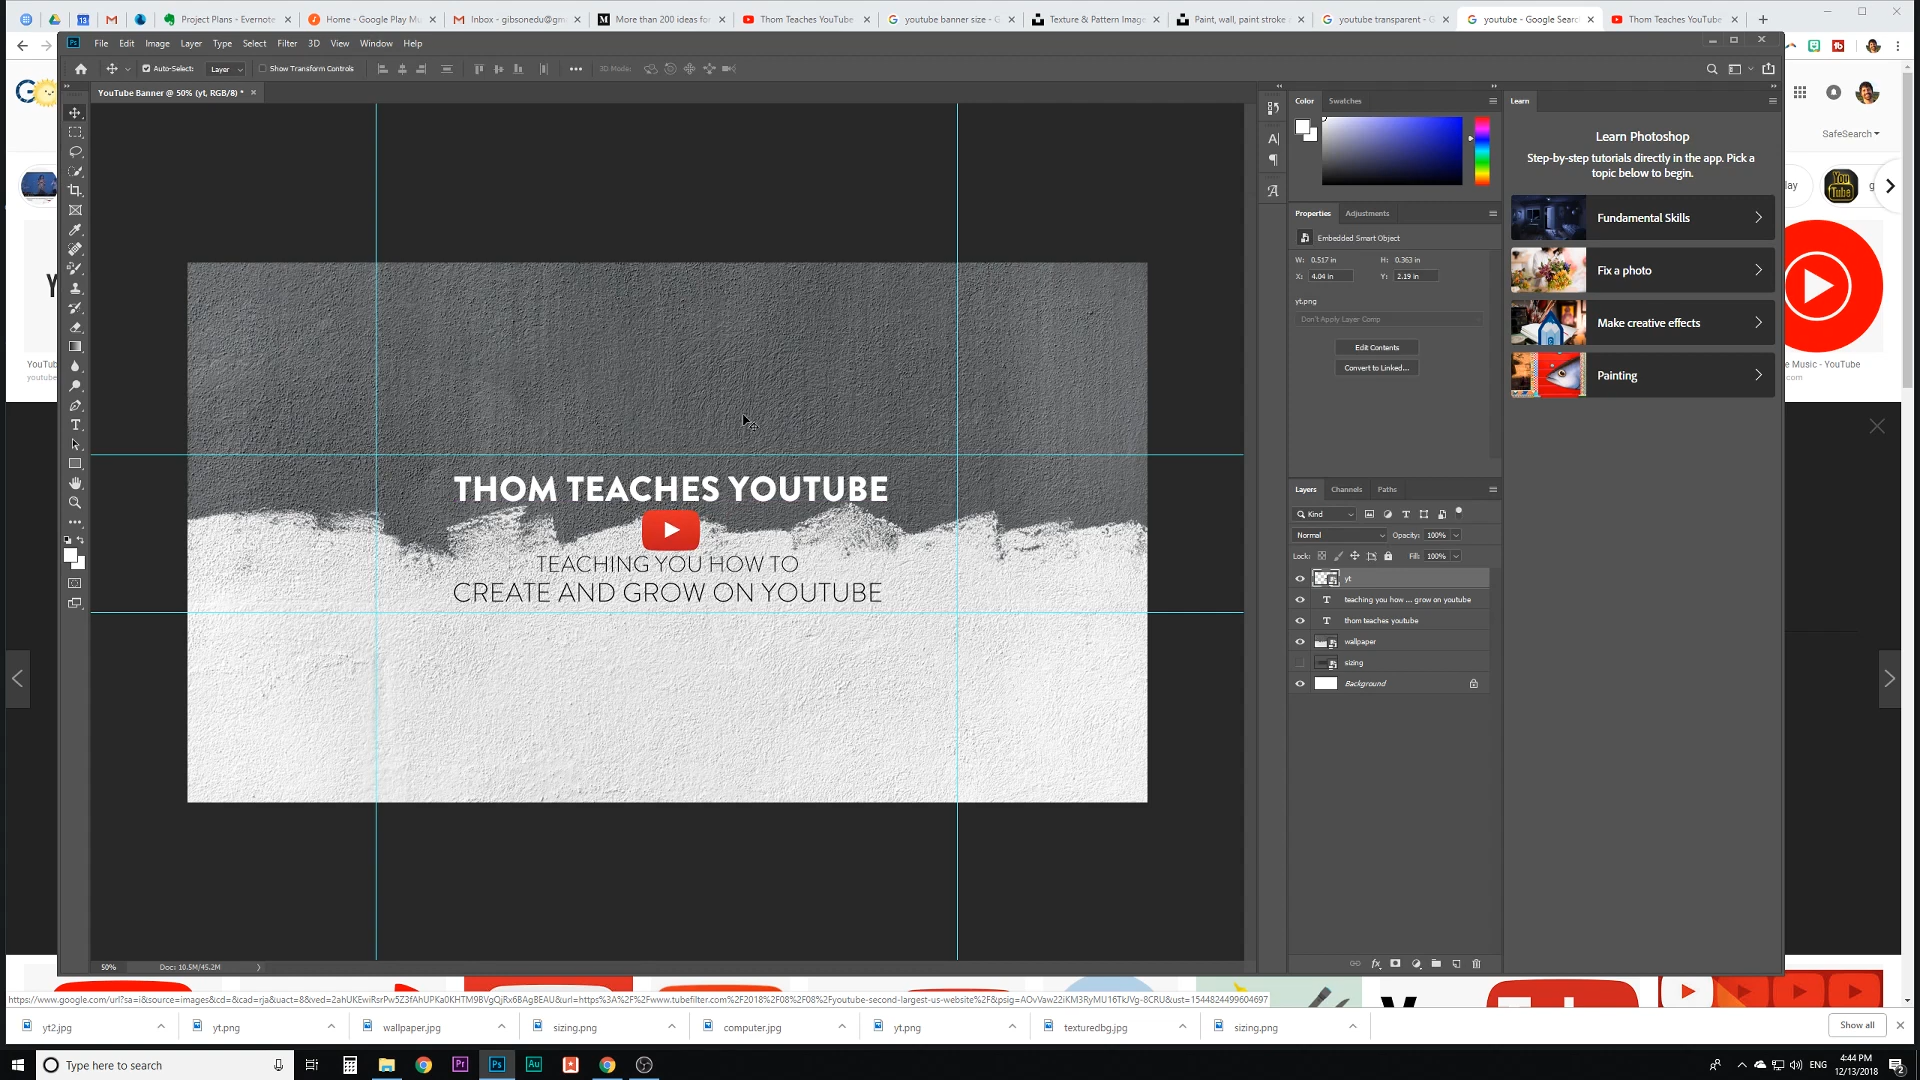 Project Plans - Evernote
Home - Google Play Mu
Inbox - gibsonedu@gm
More than 200 ideas for
Thom Teaches YouTube
youtube banner size - G
Texture & Pattern Image
Paint, wall, paint stroke
youtube transparent - G
youtube - Google Searc
Thom Teaches YouTube
File Edit Image Layer Type Select Filter 3D View Window Help
Auto-Select: Layer Show Transform Controls 3D Mode:
YouTube Banner @ 50% (yt, RGB/8) *
Color Swatches
Learn
Learn Photoshop
Step-by-step tutorials directly in the app. Pick a
topic below to begin.
Fundamental Skills
Fix a photo
Make creative effects
Painting
SafeSearch
Properties Adjustments
Embedded Smart Object
W: 0.517 in H: 0.363 in
X: 4.04 in Y: 2.19 in
yt.png
Don't Apply Layer Comp
Edit Contents
Convert to Linked...
THOM TEACHES YOUTUBE
TEACHING YOU HOW TO
CREATE AND GROW ON YOUTUBE
Layers Channels Paths
Kind
Normal Opacity: 100%
Lock: Fill: 100%
yt
teaching you how ... grow on youtube
thom teaches youtube
wallpaper
sizing
Background
e Music - YouTube
50% Doc: 10.5M/45.2M
yt2.jpg
yt.png
wallpaper.jpg
sizing.png
computer.jpg
yt.png
texturedbg.jpg
sizing.png
Show all
Type here to search
ENG
4:44 PM
12/13/2018